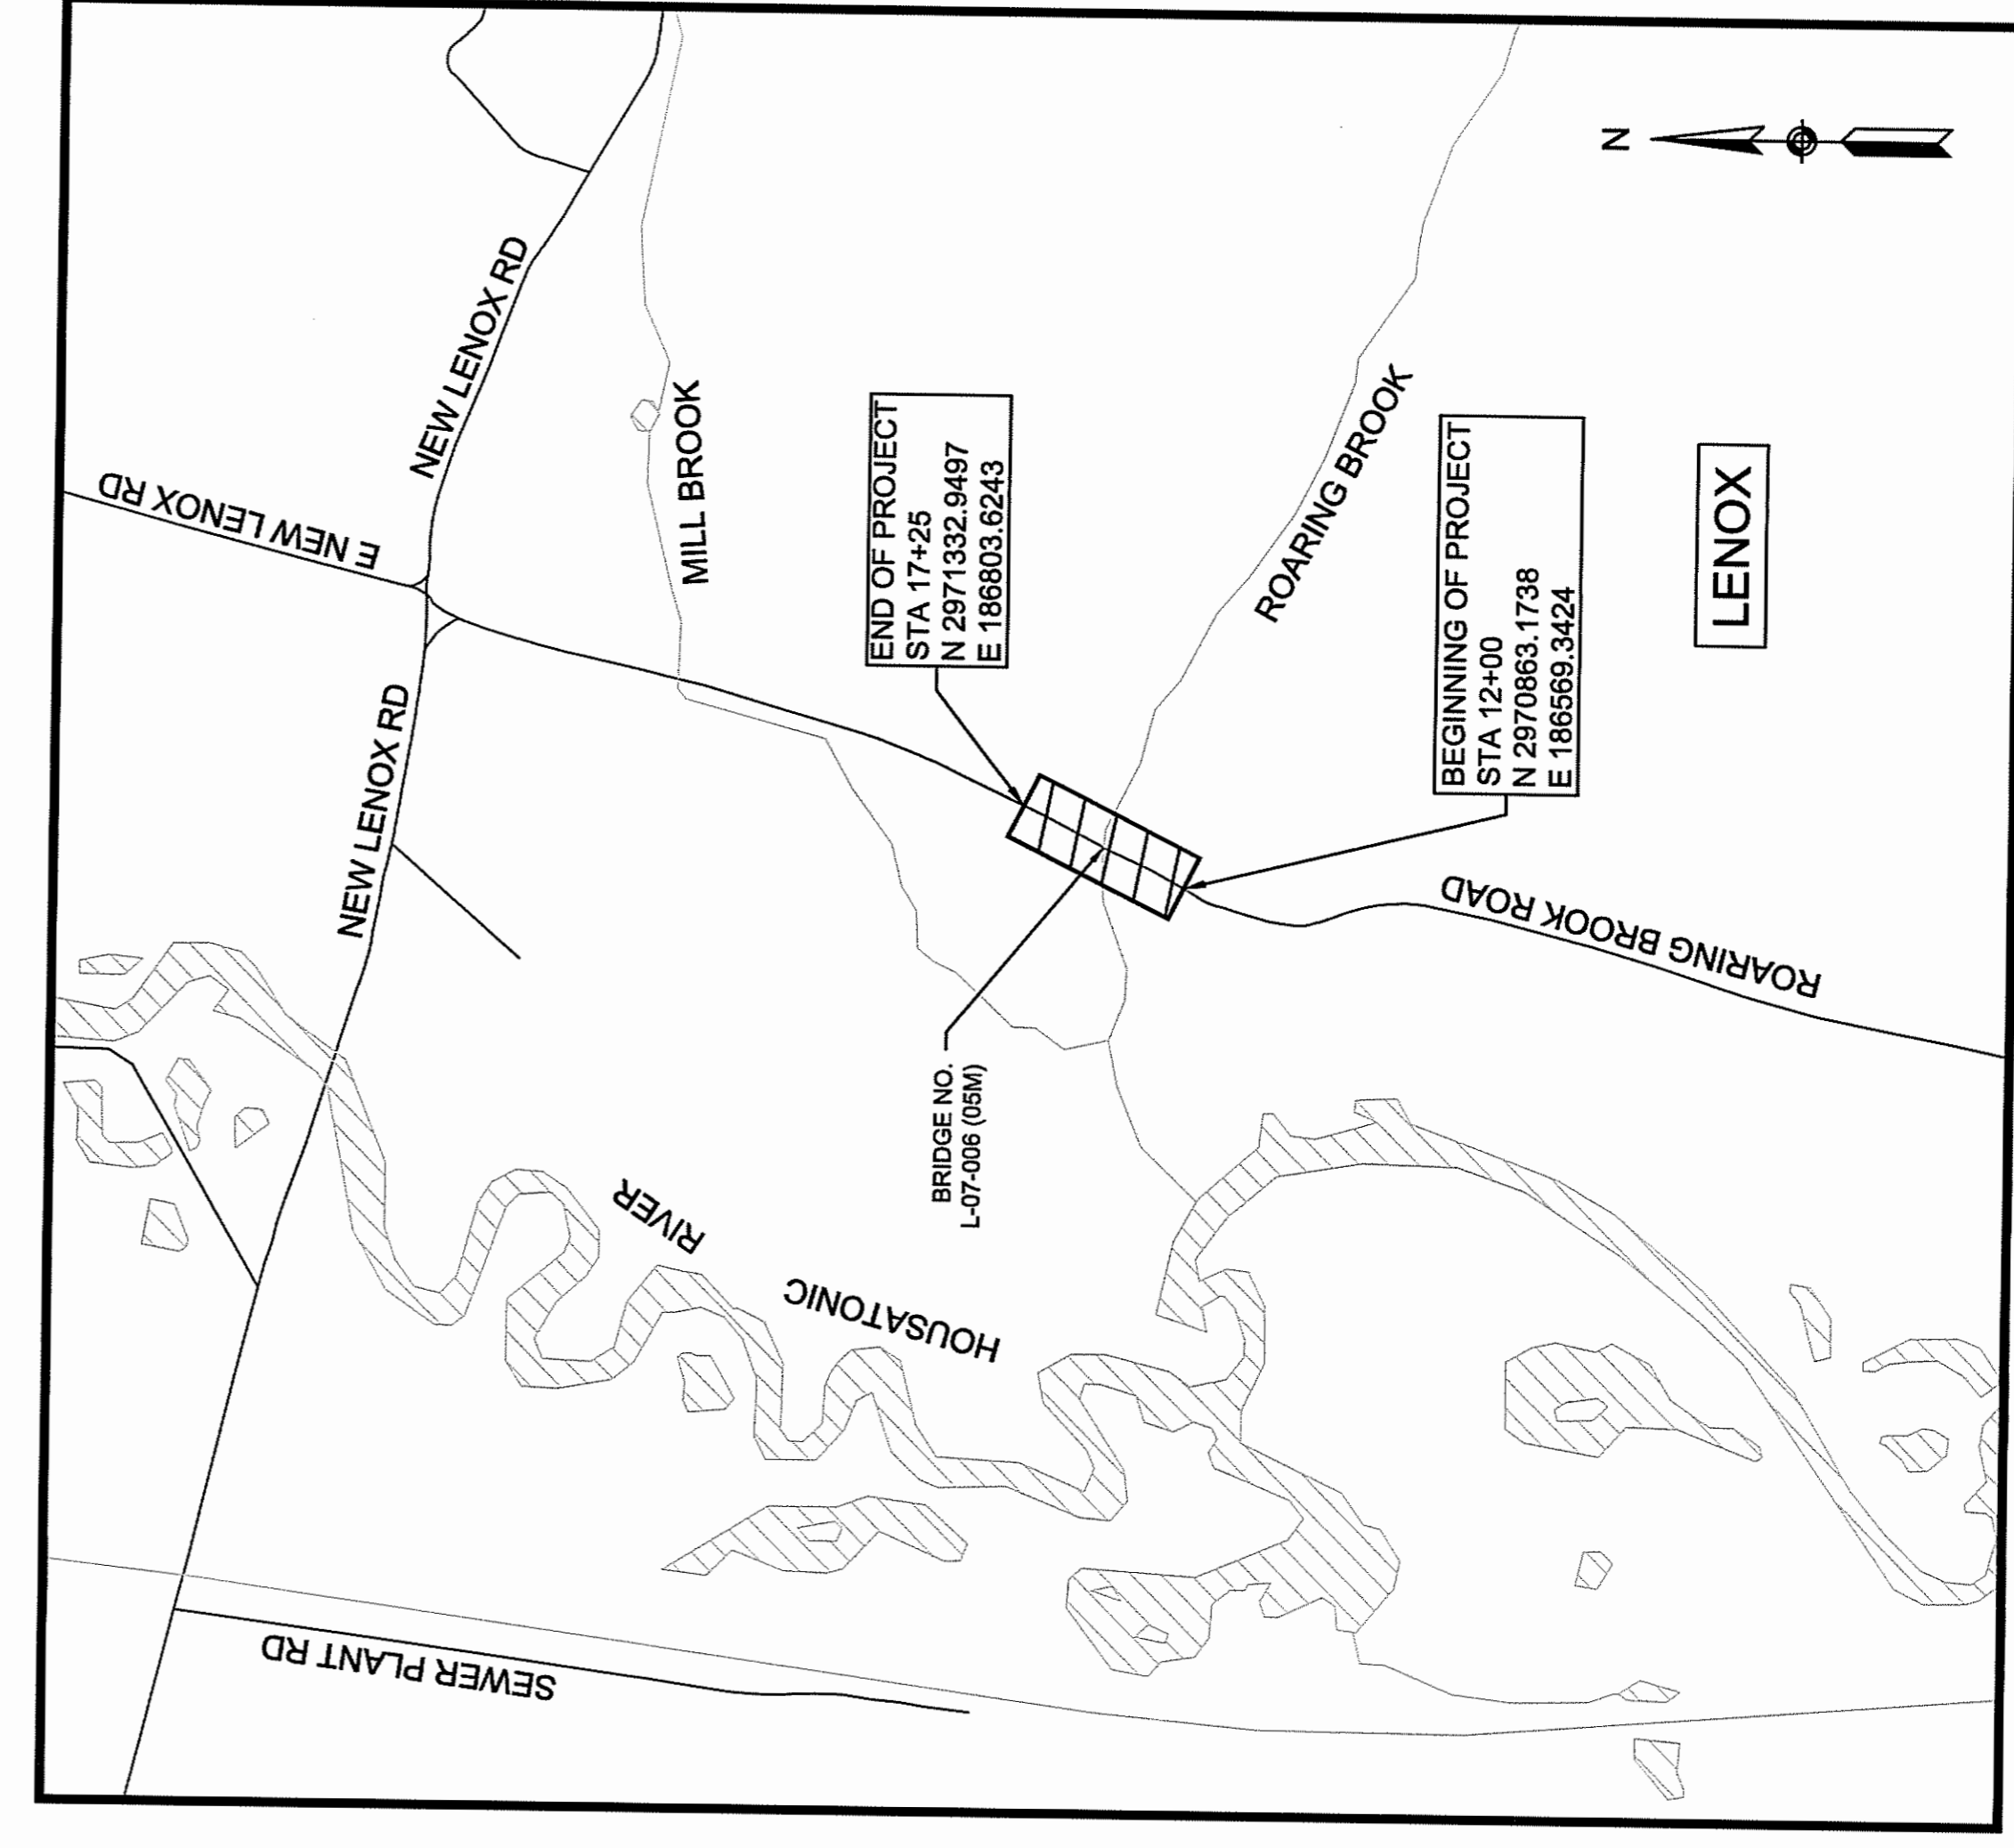 E NEW LENOX RD
NEW LENOX RD
NEW LENOX RD
MILL BROOK
END OF PROJECT
STA 17+25
N 2971332.9497
E 186803.6243
ROARING BROOK
BEGINNING OF PROJECT
STA 12+00
N 2970863.1738
E 186569.3424
LENOX
N
ROARING BROOK ROAD
BRIDGE NO.
L-07-006 (05M)
HOUSATONIC
RIVER
SEWER PLANT RD